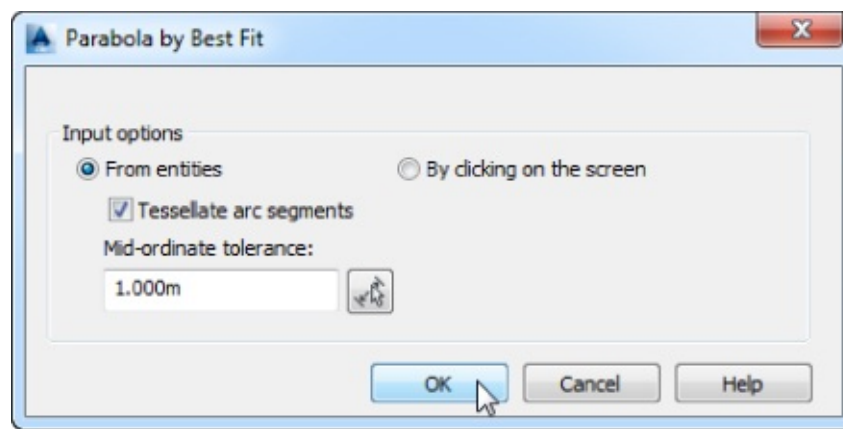 Parabola by Best Fit
Input options
From entities By clicking on the screen
Tessellate arc segments
Mid-ordinate tolerance:
1.000m
OK Cancel Help